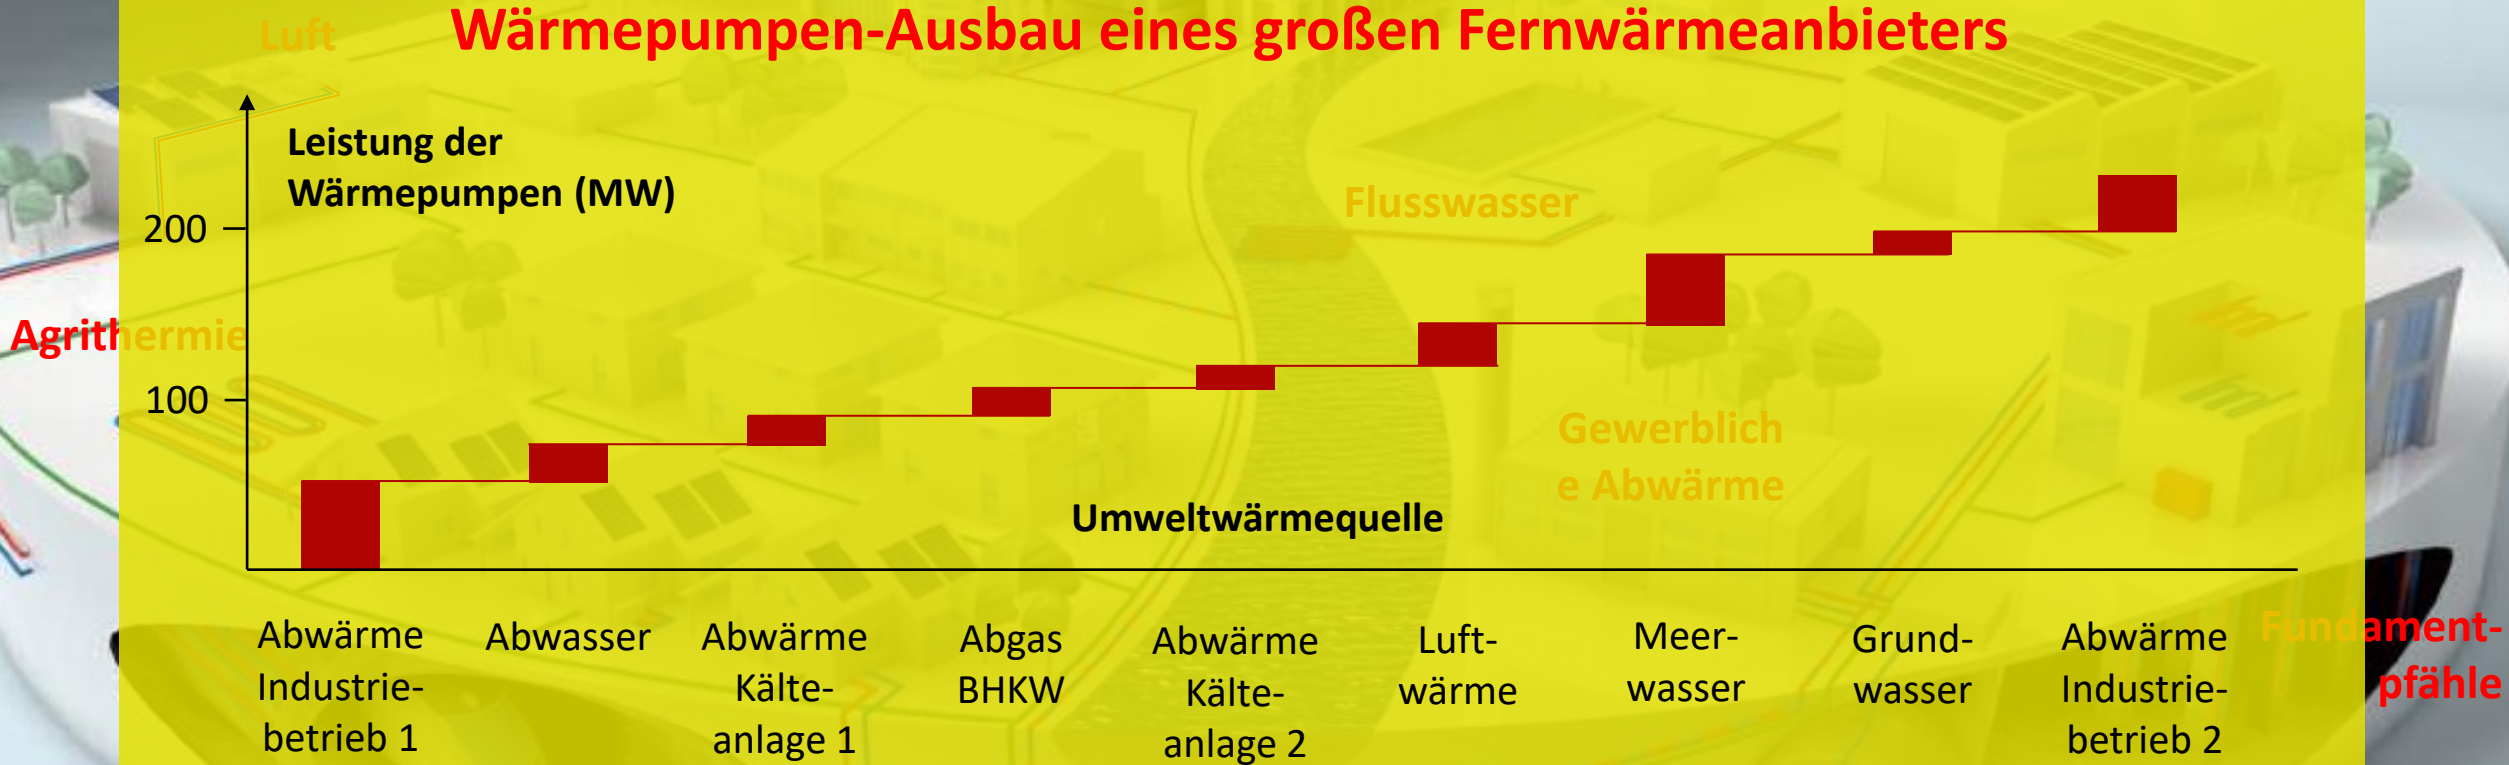 Luft
Wärmepumpen-Ausbau eines großen Fernwärmeanbieters
Leistung der
Wärmepumpen (MW)
200
Flusswasser
Agrithermie
100
Gewerblich
e Abwärme
Umweltwärmequelle
Abwärme
Industrie-
betrieb 1
Abwasser
Abwärme
Kälte-
anlage 1
Abgas
BHKW
Abwärme
Kälte-
anlage 2
Luft-
wärme
Meer-
wasser
Grund-
wasser
Abwärme
Industrie-
betrieb 2
Fundament-
pfähle